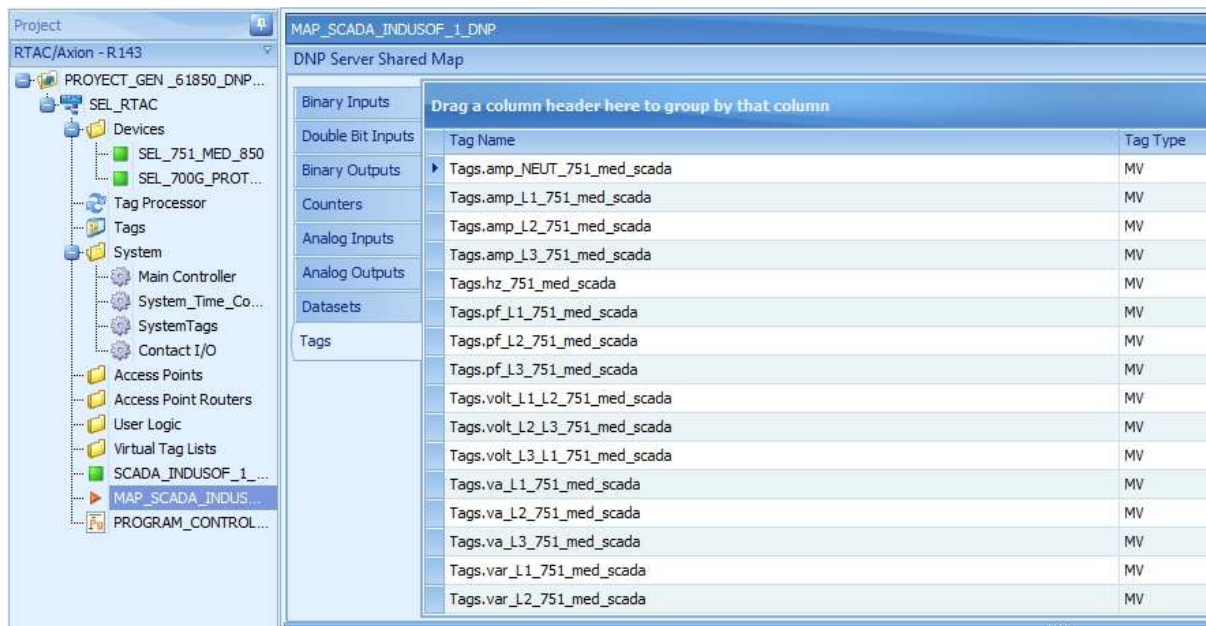 Project
RTAC/Axion - R143
PROYECT_GEN _61850_DNP...
SEL_RTAC
Devices
SEL_751_MED_850
SEL_700G_PROT...
Tag Processor
Tags
System
Main Controller
System_Time_Co...
SystemTags
Contact I/O
Access Points
Access Point Routers
User Logic
Virtual Tag Lists
SCADA_INDUSOF_1_...
MAP_SCADA_INDUS...
PROGRAM_CONTROL...
MAP_SCADA_INDUSOF_1_DNP
DNP Server Shared Map
Binary Inputs
Double Bit Inputs
Binary Outputs
Counters
Analog Inputs
Analog Outputs
Datasets
Tags
Drag a column header here to group by that column
Tag Name Tag Type
Tags.amp_NEUT_751_med_scada MV
Tags.amp_L1_751_med_scada MV
Tags.amp_L2_751_med_scada MV
Tags.amp_L3_751_med_scada MV
Tags.hz_751_med_scada MV
Tags.pf_L1_751_med_scada MV
Tags.pf_L2_751_med_scada MV
Tags.pf_L3_751_med_scada MV
Tags.volt_L1_L2_751_med_scada MV
Tags.volt_L2_L3_751_med_scada MV
Tags.volt_L3_L1_751_med_scada MV
Tags.va_L1_751_med_scada MV
Tags.va_L2_751_med_scada MV
Tags.va_L3_751_med_scada MV
Tags.var_L1_751_med_scada MV
Tags.var_L2_751_med_scada MV